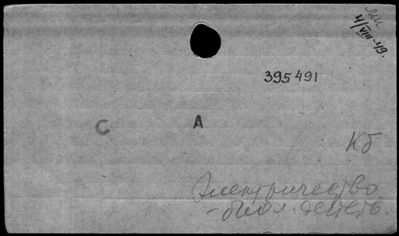 4/VIII-49.
395491
С А
Кб
Электричество
- биол. действ.